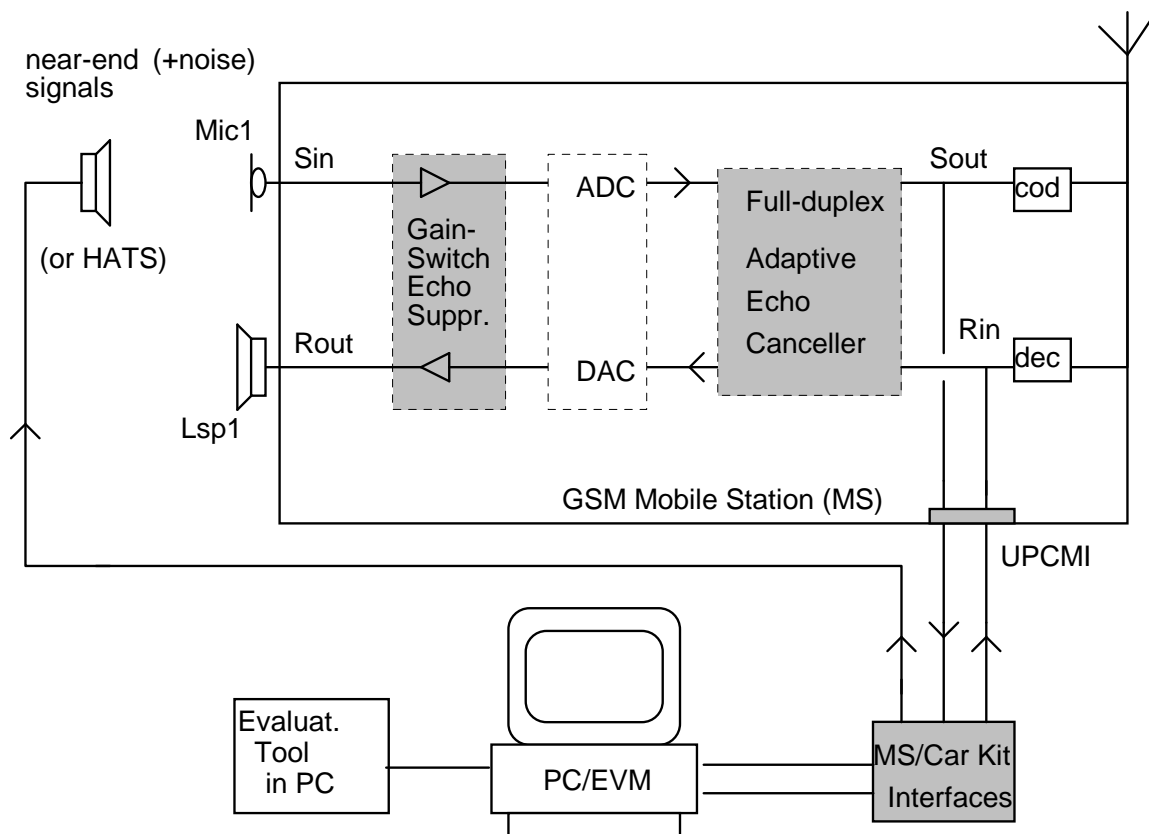 near-end (+noise)
signals
Mic1
Sin
Sout
ADC
cod
Full-duplex
Adaptive
Echo
Canceller
Gain-
Switch
Echo
Suppr.
(or HATS)
Rout
Rin
DAC
dec
Lsp1
GSM Mobile Station (MS)
UPCMI
Evaluat.
Tool
in PC
PC/EVM
MS/Car Kit
Interfaces